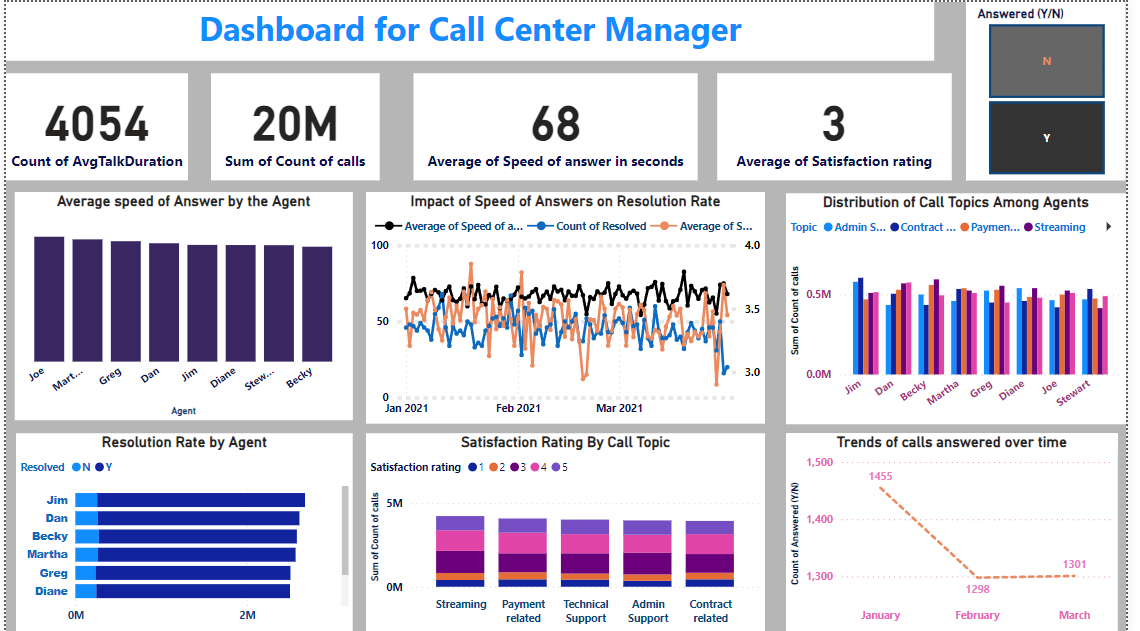 Dashboard for Call Center Manager
Answered (Y/N)
N
Y
4054
Count of AvgTalkDuration
20M
Sum of Count of calls
68
Average of Speed of answer in seconds
3
Average of Satisfaction rating
Average speed of Answer by the Agent
Joe Mart... Greg Dan Jim Diane Stew... Becky
Agent
Impact of Speed of Answers on Resolution Rate
Average of Speed of a... Count of Resolved Average of S...
100 4.0
50 3.5
3.0
0
Jan 2021 Feb 2021 Mar 2021
Distribution of Call Topics Among Agents
Topic Admin S... Contract ... Paymen... Streaming
Sum of Count of calls
0.5M
0.0M
Jim Dan Becky Martha Greg Diane Joe Stewart
Resolution Rate by Agent
Resolved N Y
Jim
Dan
Becky
Martha
Greg
Diane
0M 2M
Satisfaction Rating By Call Topic
Satisfaction rating 1 2 3 4 5
Sum of Count of calls
5M
0M
Streaming Payment related Technical Support Admin Support Contract related
Trends of calls answered over time
Count of Answered (Y/N)
1,500
1455
1,400
1,300
1301
1298
January February March